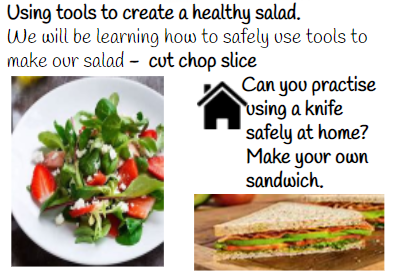 Using tools to create a healthy salad.
We will be learning how to safely use tools to
make our salad – cut chop slice
Can you practise
using a knife
safely at home?
Make your own
sandwich.